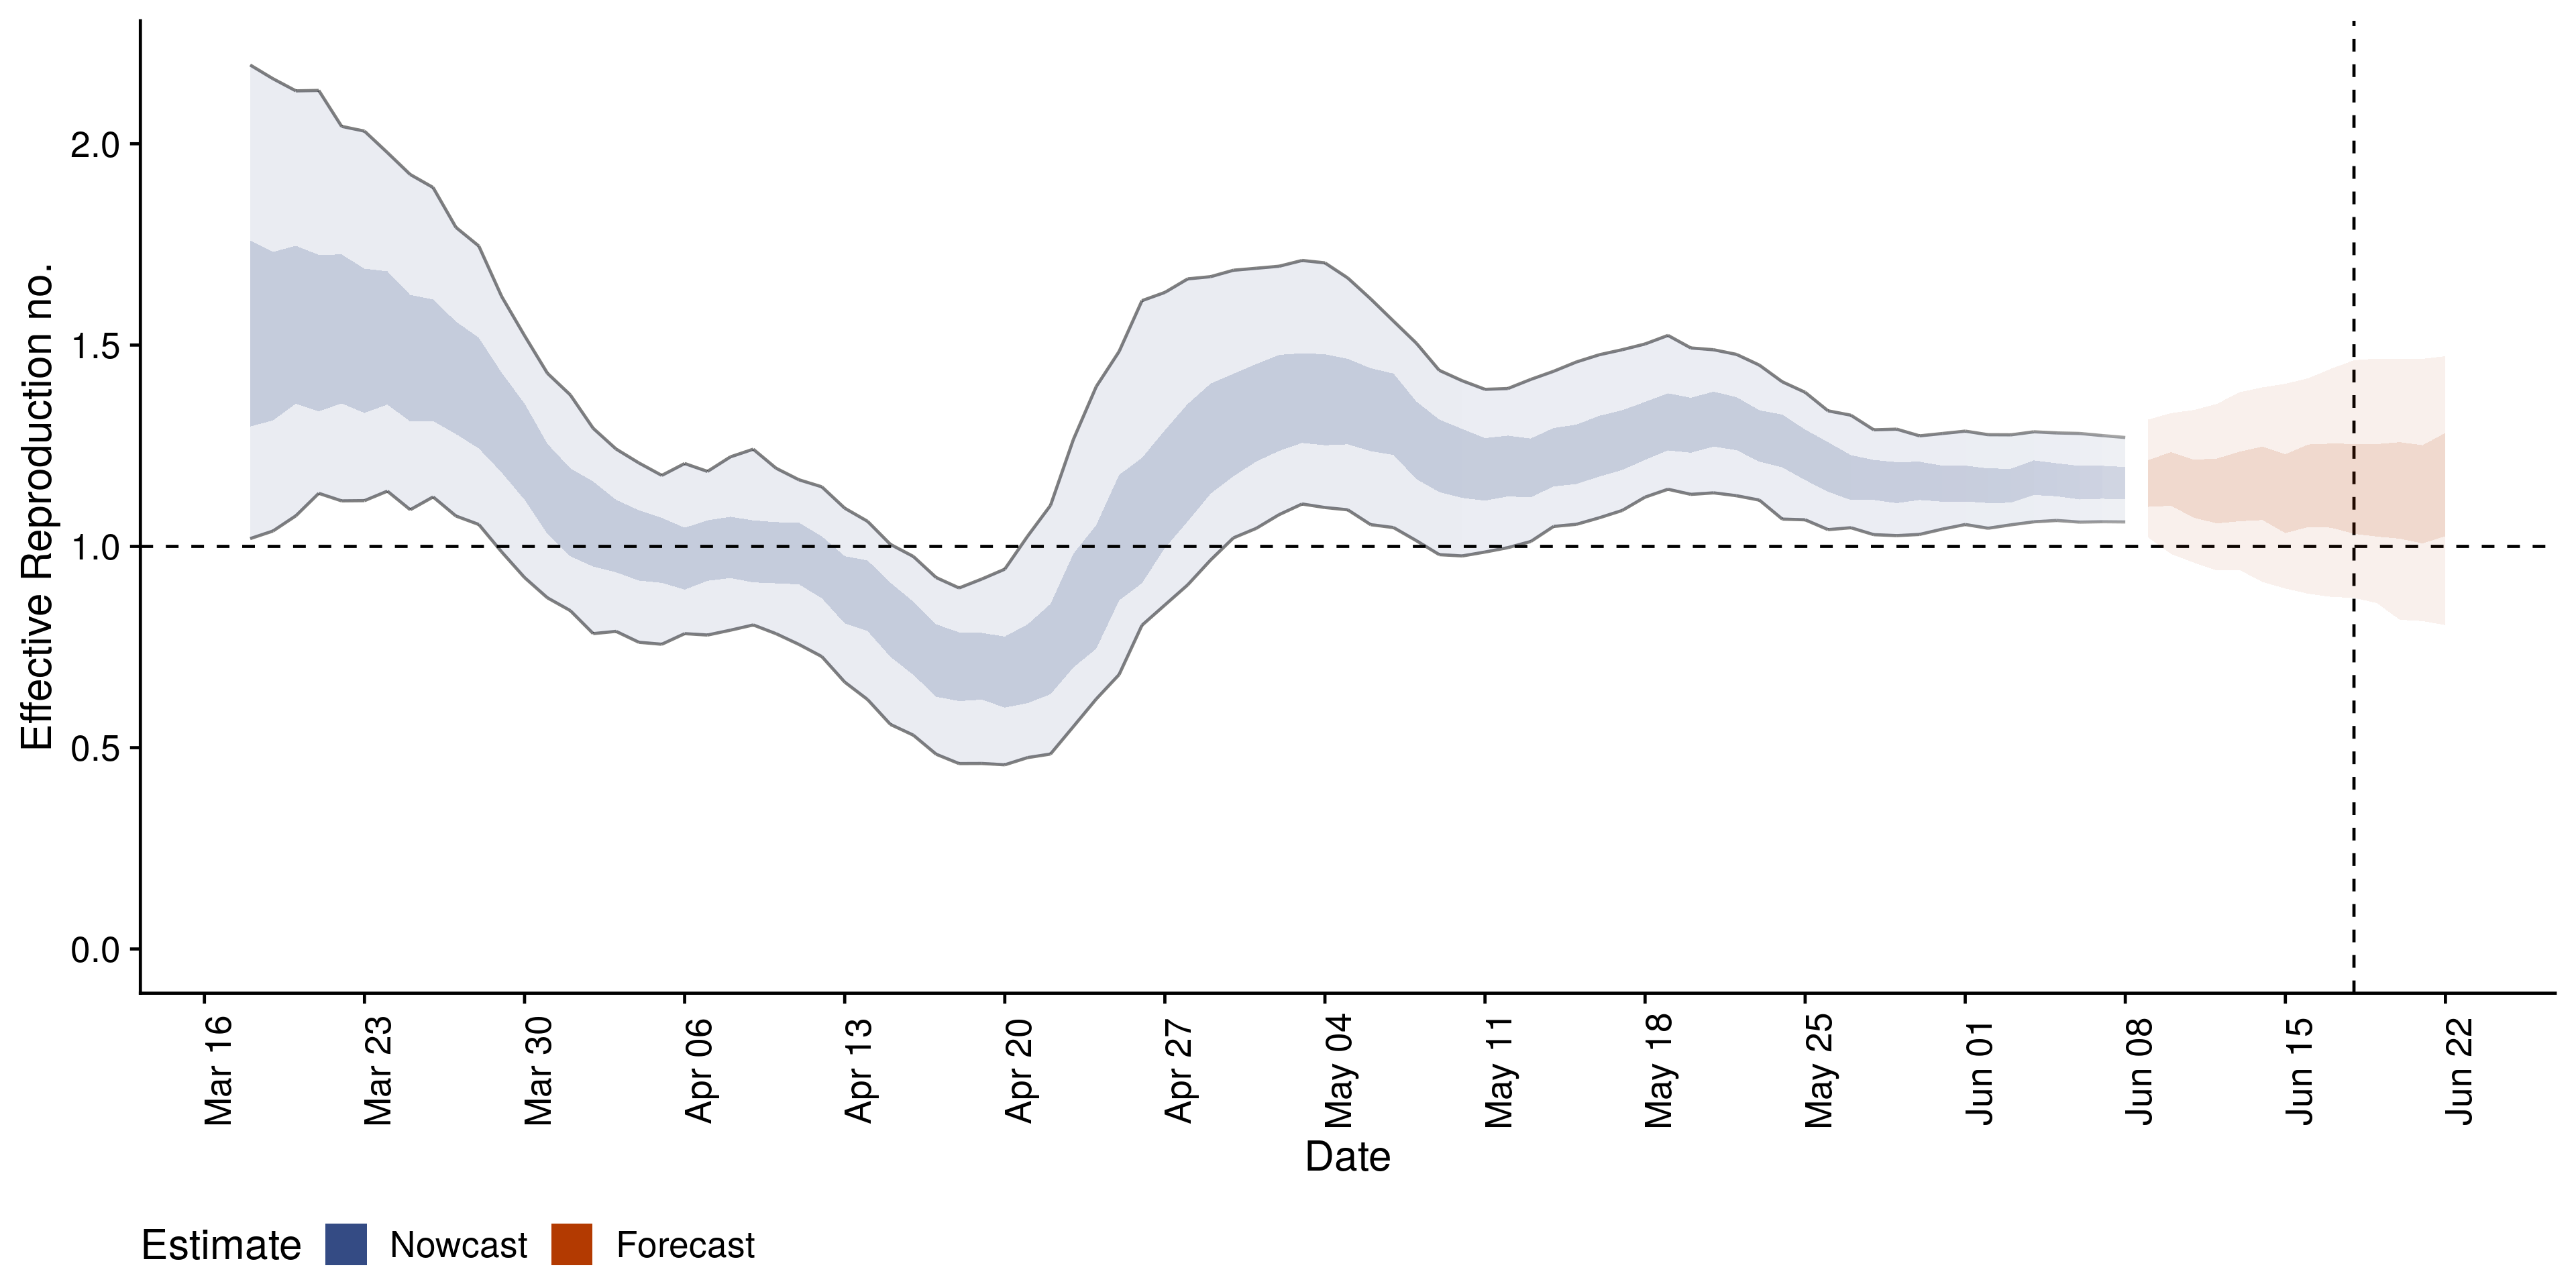 Effective Reproduction no.
2.0
1.5
1.0
0.5
0.0
Mar 16
Mar 23
Mar 30
Apr 06
Apr 13
Apr 20
Apr 27
May 04
May 11
May 18
May 25
Jun 01
Jun 08
Jun 15
Jun 22
Date
Estimate Nowcast Forecast